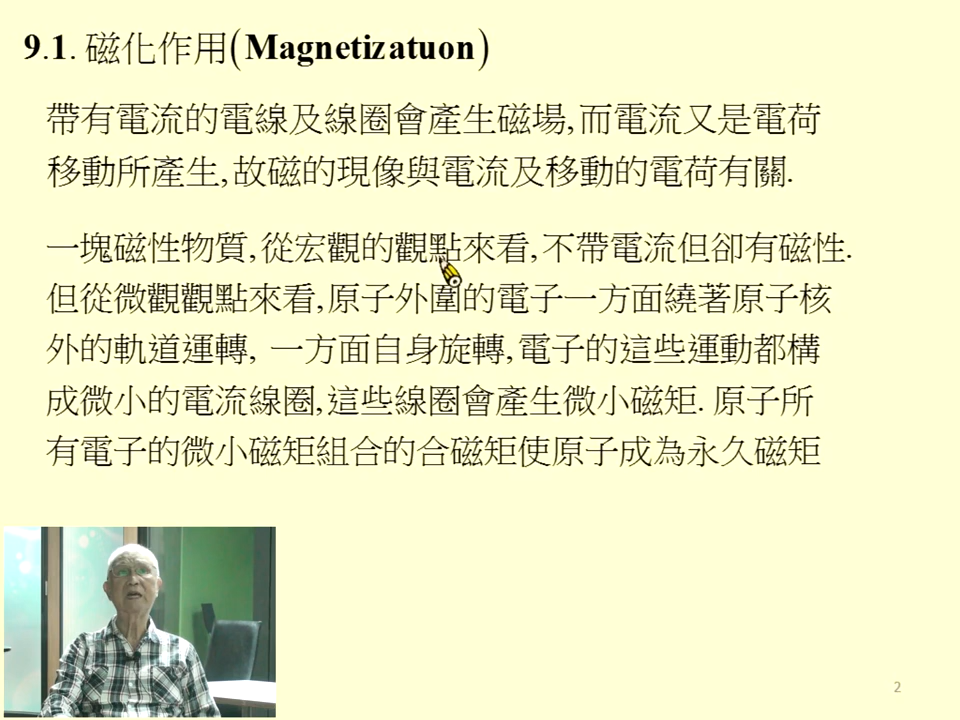 9.1. 磁化作用(Magnetizatuon)
帶有電流的電線及線圈會產生磁場,而電流又是電荷
移動所產生,故磁的現像與電流及移動的電荷有關.
一塊磁性物質,從宏觀的觀點來看,不帶電流但卻有磁性.
但從微觀觀點來看,原子外圍的電子一方面繞著原子核
外的軌道運轉, 一方面自身旋轉,電子的這些運動都構
成微小的電流線圈,這些線圈會產生微小磁矩. 原子所
有電子的微小磁矩組合的合磁矩使原子成為永久磁矩
2